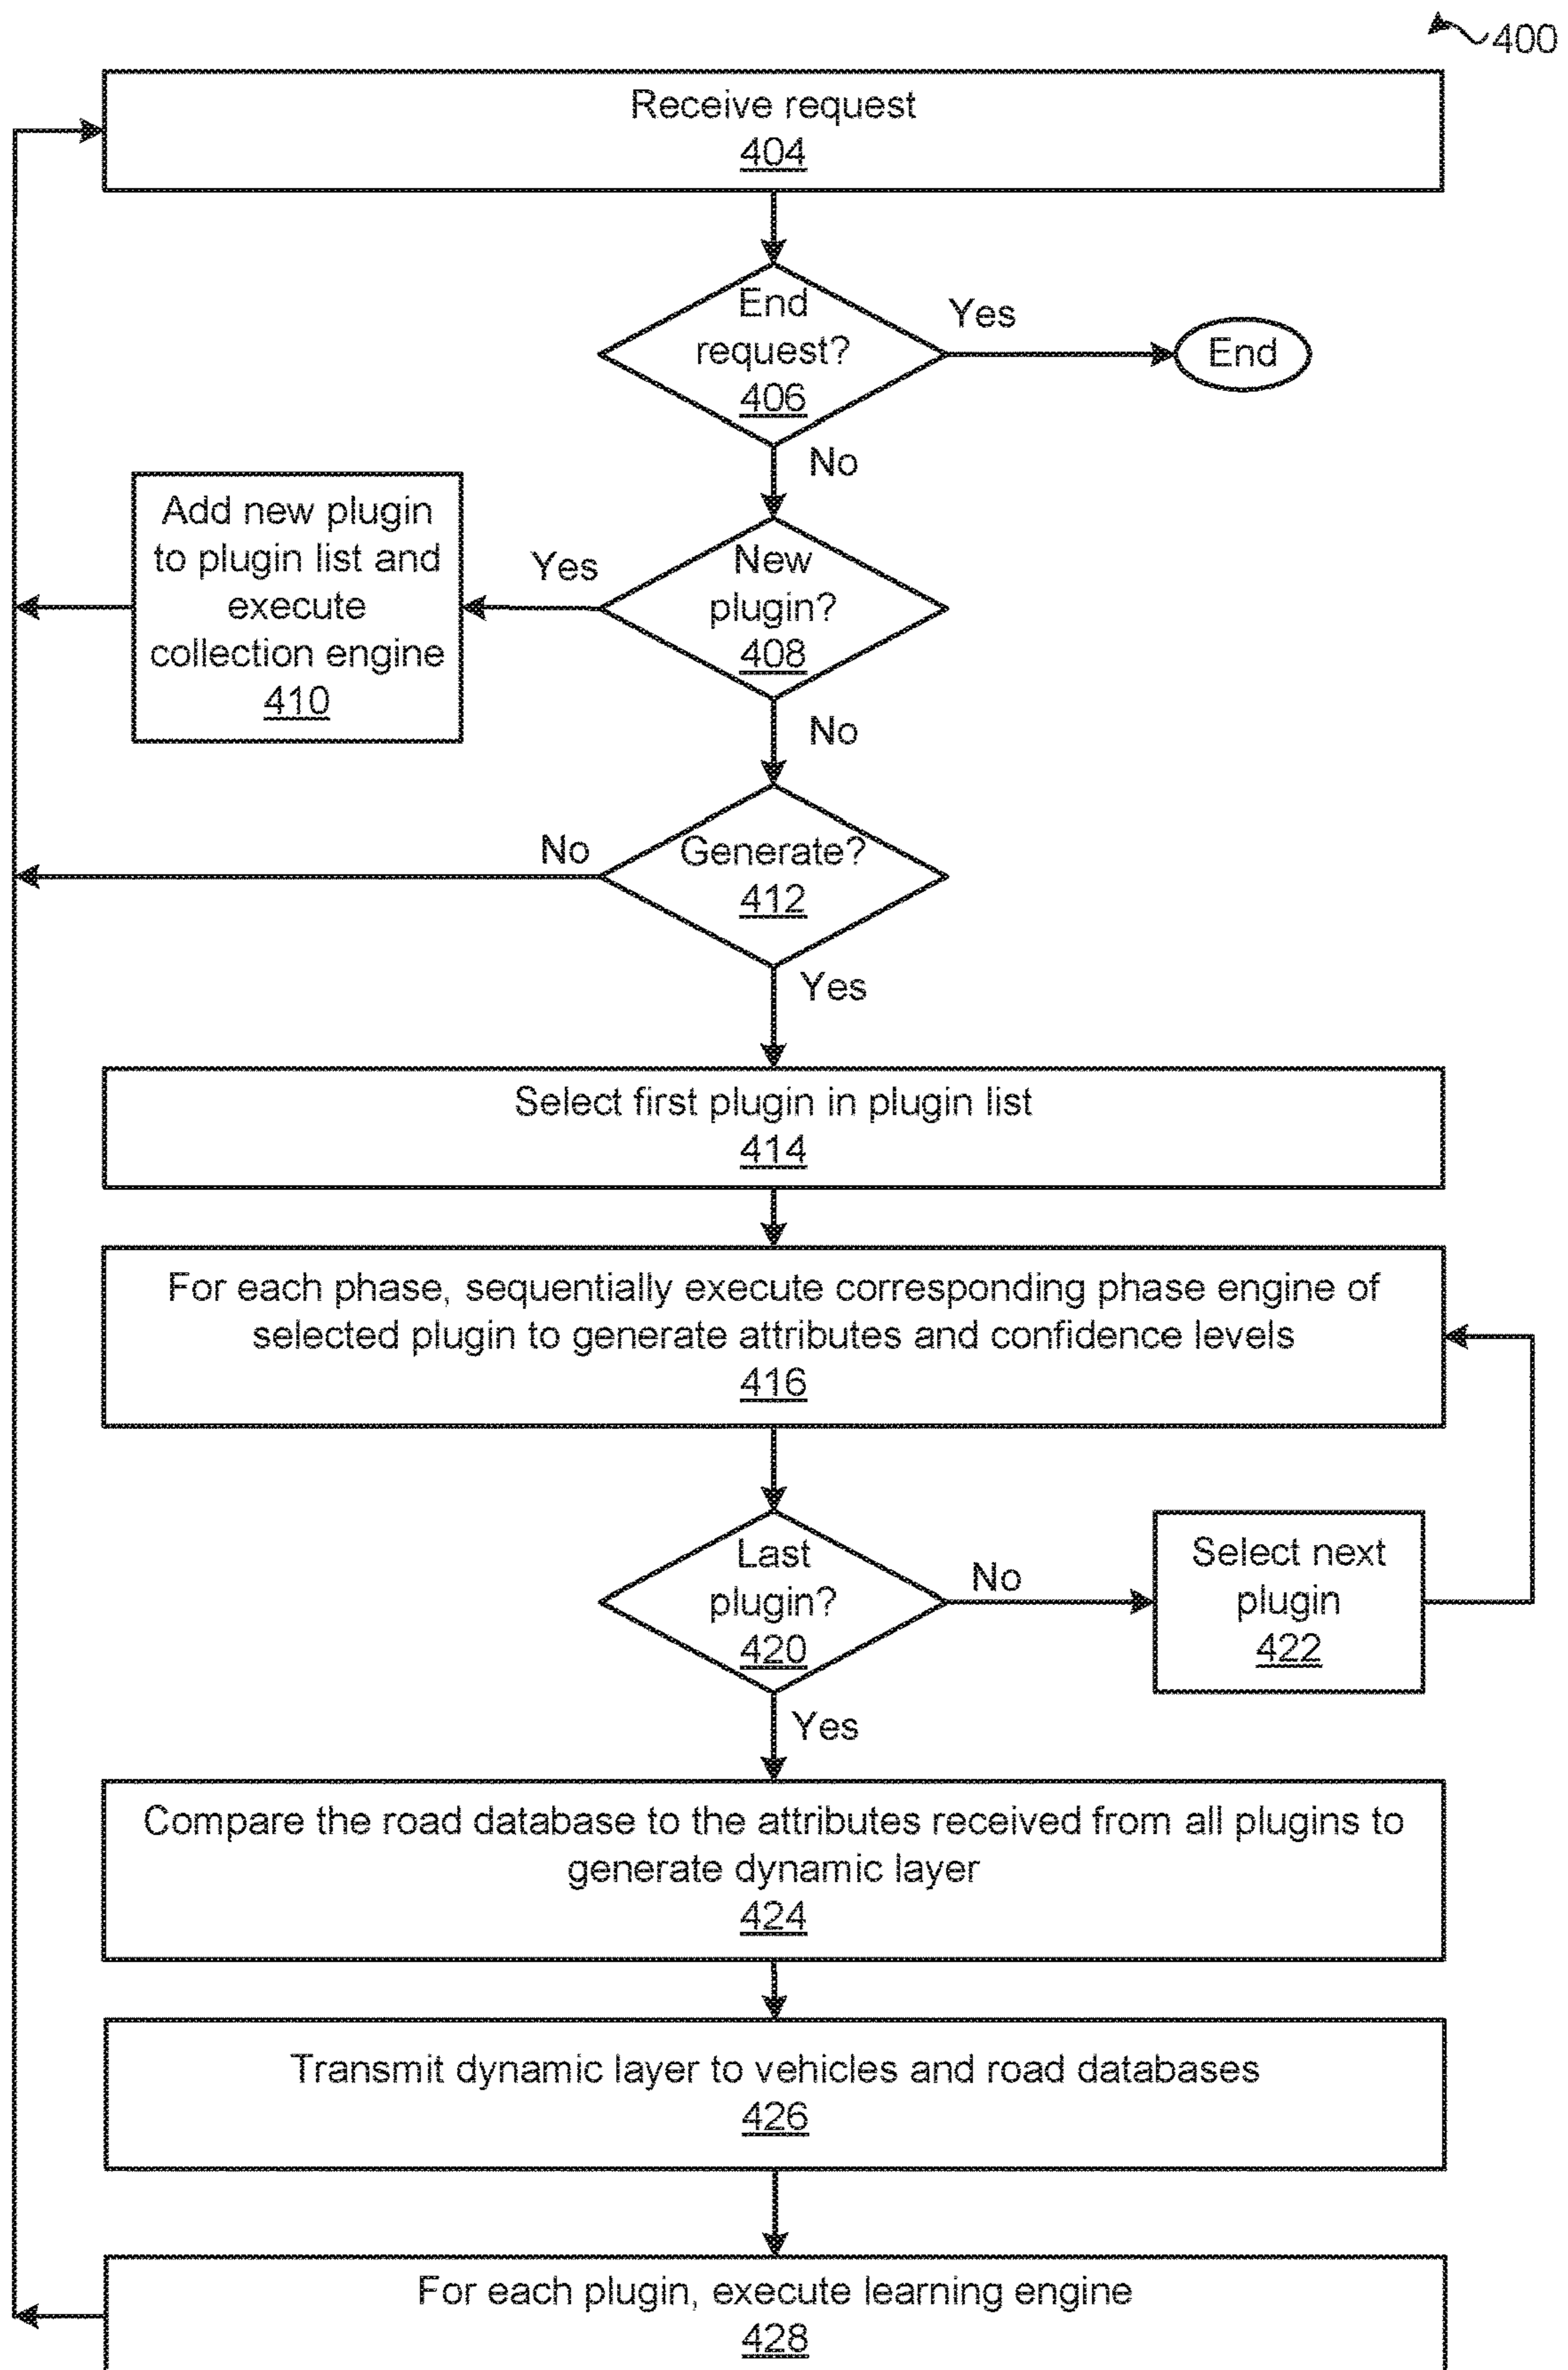 400
Receive request
404
End
request?
406
Yes
End
No
Add new plugin
to plugin list and
execute
collection engine
410
Yes
New
plugin?
408
No
No
Generate?
412
Yes
Select first plugin in plugin list
414
For each phase, sequentially execute corresponding phase engine of
selected plugin to generate attributes and confidence levels
416
Last
plugin?
420
No
Select next
plugin
422
Yes
Compare the road database to the attributes received from all plugins to
generate dynamic layer
424
Transmit dynamic layer to vehicles and road databases
426
For each plugin, execute learning engine
428